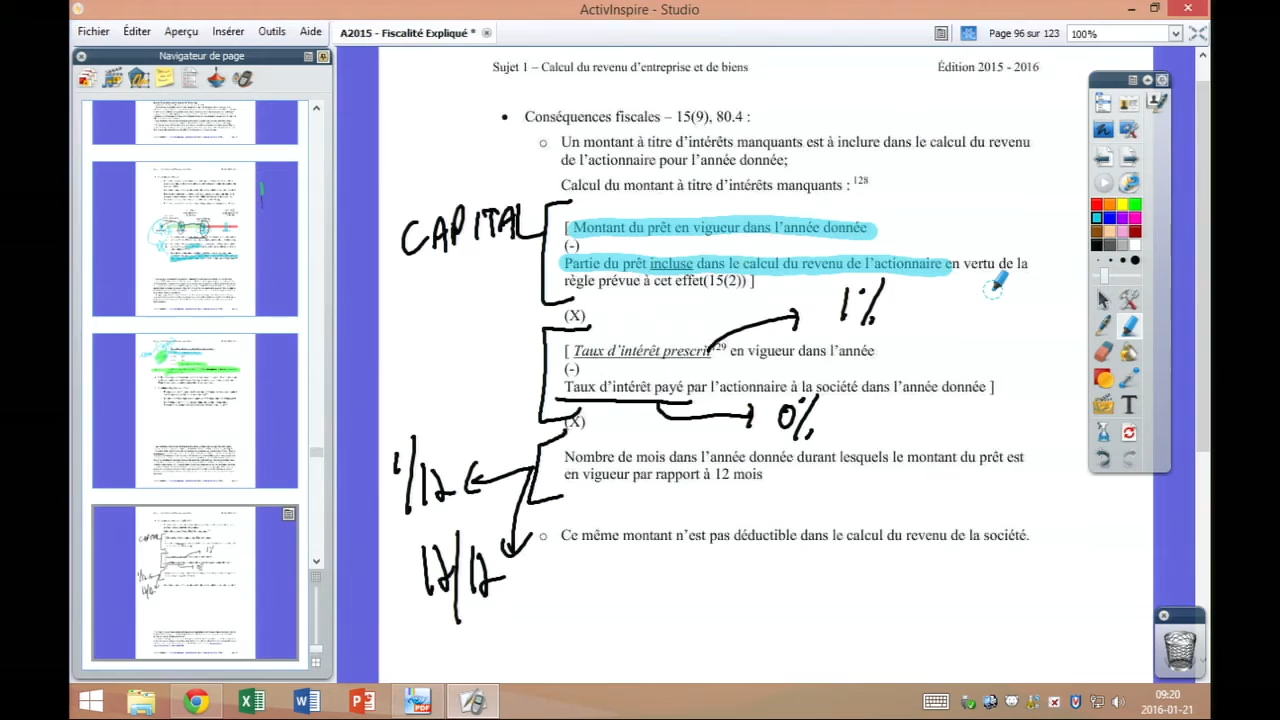 ActivInspire - Studio
Fichier Éditer Aperçu Insérer Outils Aide
A2015 - Fiscalité Expliqué *
Page 96 sur 123
100%
Navigateur de page
Sujet 1 – Calcul du revenu d'entreprise et de biens
Édition 2015 - 2016
• Conséquences fiscales – 15(9), 80.4 :
o Un montant à titre d'intérêts manquants est à inclure dans le calcul du revenu
de l'actionnaire pour l'année donnée;
Calcul du montant à titre d'intérêts manquants : 128
CAPITAL
[ Montant du prêt en vigueur dans l'année donnée
(-)
Partie du prêt incluse dans le calcul du revenu de l'actionnaire en vertu de la
règle prévue à cet effet(15(2)) ]
1%
(X)
[ Taux d'intérêt prescrit 129 en vigueur dans l'année
(-)
Taux d'intérêt payé par l'actionnaire à la société dans l'année donnée ]
0%
(X)
1/12
Nombre de mois dans l'année donnée durant lesquels le montant du prêt est
en vigueur par rapport à 12 mois
12/12
o Ce même montant n'est pas déductible dans le calcul du revenu de la société.
09:20
2016-01-21